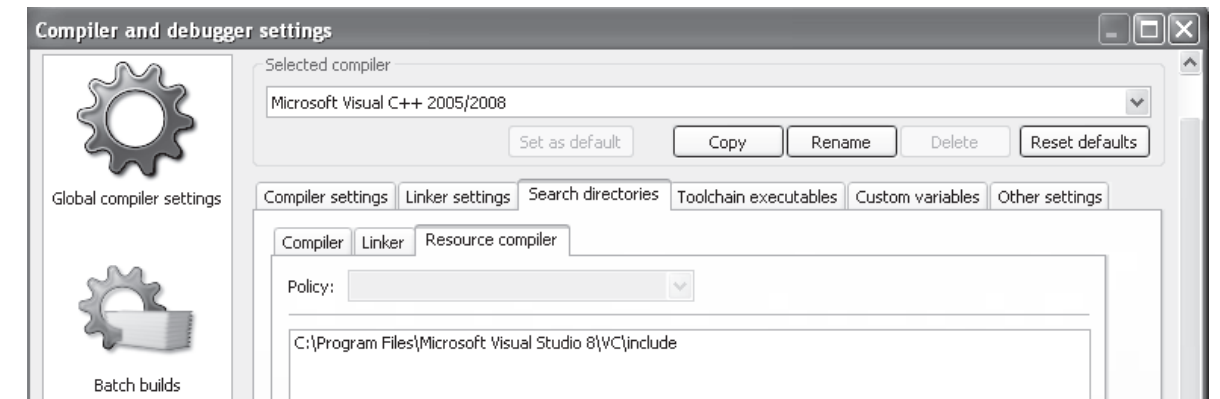 Compiler and debugger settings
Selected compiler
Microsoft Visual C++ 2005/2008
Set as default Copy Rename Delete Reset defaults
Global compiler settings
Compiler settings Linker settings Search directories Toolchain executables Custom variables Other settings
Compiler Linker Resource compiler
Policy:
C:\Program Files\Microsoft Visual Studio 8\VC\include
Batch builds